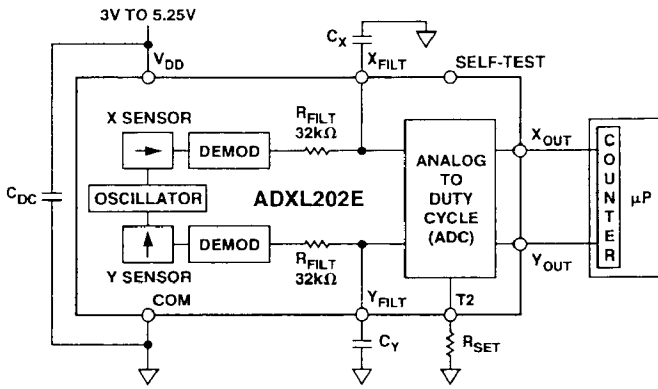 3V TO 5.25V
C_X
V_DD
X_FILT
SELF-TEST
X SENSOR
R_FILT
32kΩ
DEMOD
X_OUT
C_DC
OSCILLATOR
ADXL202E
ANALOG
TO
DUTY
CYCLE
(ADC)
COUNTER
µP
DEMOD
Y SENSOR
R_FILT
32kΩ
Y_OUT
COM
Y_FILT
T2
C_Y
R_SET